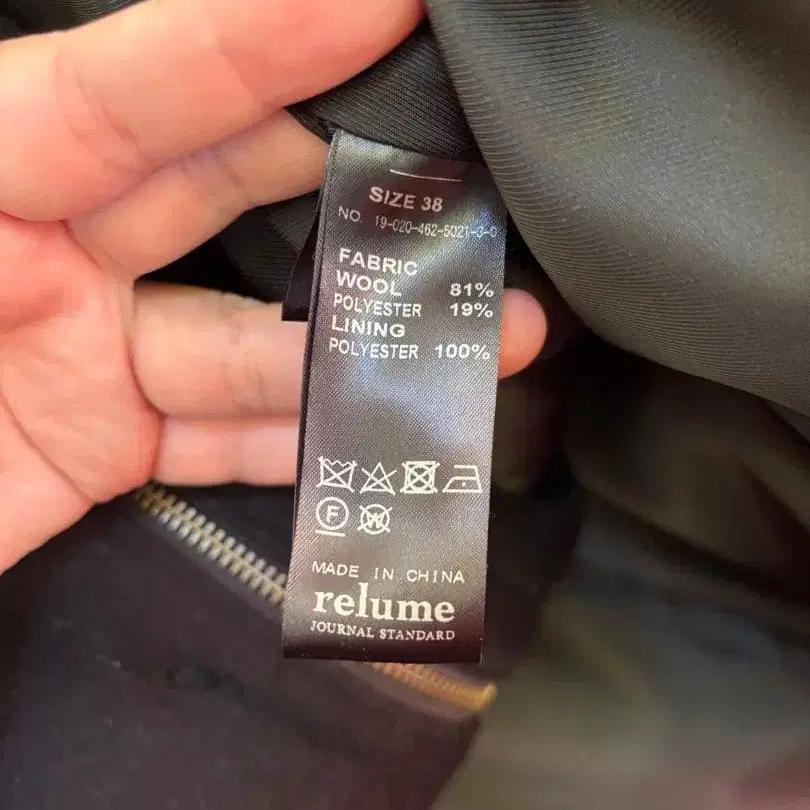 SIZE 38
NO. 19-020-462-5021-3-0
FABRIC
WOOL 81%
POLYESTER 19%
LINING
POLYESTER 100%
F W
MADE IN CHINA
relume
JOURNAL STANDARD